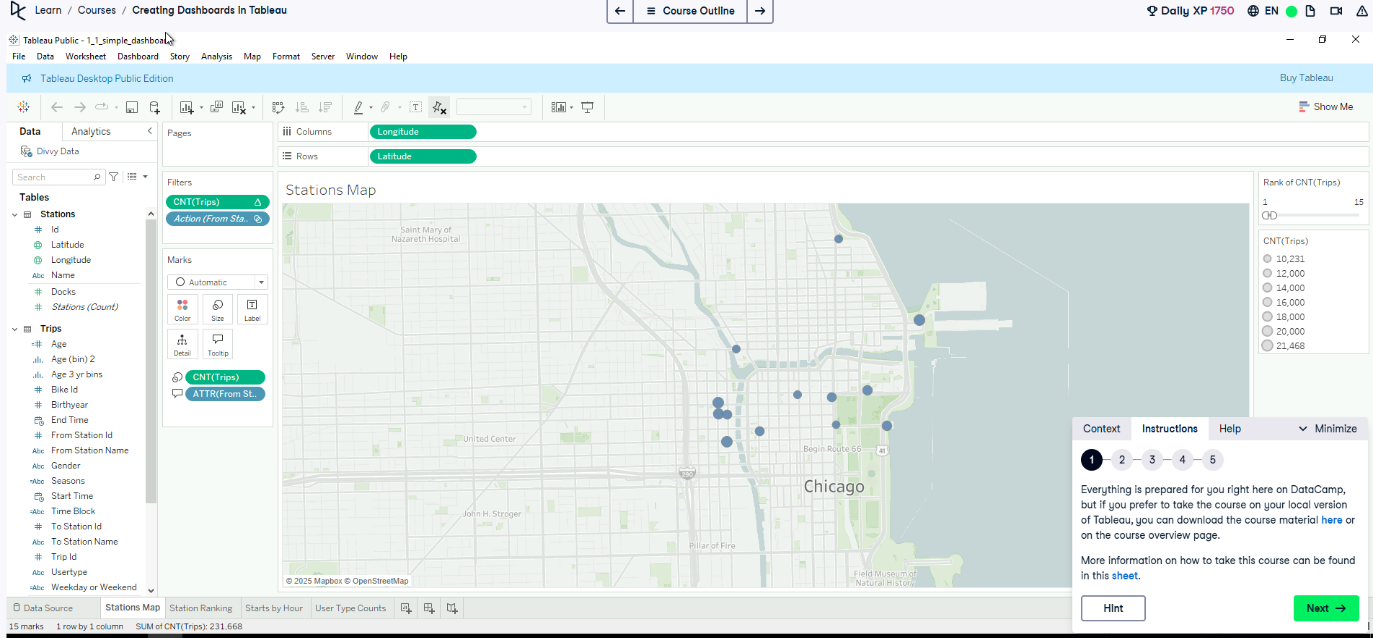 Learn / Courses / Creating Dashboards in Tableau
Course Outline
Daily XP 1750
EN
Tableau Public - 1_1_simple_dashboar
File Data Worksheet Dashboard Story Analysis Map Format Server Window Help
Tableau Desktop Public Edition
Buy Tableau
Show Me
Data Analytics
Divvy Data
Search
Tables
Stations
Id
Latitude
Longitude
Abc Name
Docks
Stations (Count)
Trips
Age
Age (bin) 2
Age 3 yr bins
Bike Id
Birthyear
End Time
From Station Id
Abc From Station Name
Abc Gender
Abc Seasons
Start Time
Abc Time Block
To Station Id
Abc To Station Name
Trip Id
Abc Usertype
Abc Weekday or Weekend
Pages
Filters
CNT(Trips)
Action (From Sta..
Marks
Automatic
Color Size Label
Detail Tooltip
CNT(Trips)
ATTR(From St..
Columns Longitude
Rows Latitude
Stations Map
Saint Mary of
Nazareth Hospital
United Center
John H. Stroger
Begin Route 66
41
Chicago
Pillar of Fire
Field Museum of
Natural History
© 2025 Mapbox © OpenStreetMap
Rank of CNT(Trips)
1 15
CNT(Trips)
10,231
12,000
14,000
16,000
18,000
20,000
21,468
Context Instructions Help Minimize
1 2 3 4 5
Everything is prepared for you right here on DataCamp,
but if you prefer to take the course on your local version
of Tableau, you can download the course material here or
on the course overview page.
More information on how to take this course can be found
in this sheet.
Hint
Next
Data Source Stations Map Station Ranking Starts by Hour User Type Counts
15 marks 1 row by 1 column SUM of CNT(Trips): 231,668